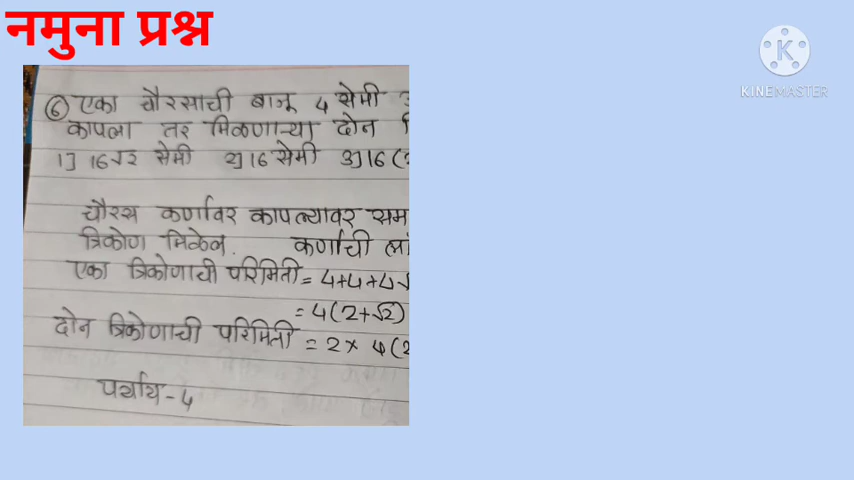 नमुना प्रश्न
KINEMASTER
⑥ एका चौरसाची बाजू 4 सेमी
कापला तर मिळणाऱ्या दोन
1] 16√2 सेमी 2] 16 सेमी 3] 16(
चौरस कर्णावर कापल्यावर सम
त्रिकोण मिळेल. कर्णाची लां
एका त्रिकोणाची परिमिती = 4+4+4√
= 4(2+√2)
दोन त्रिकोणाची परिमिती = 2 × 4(2
पर्याय - 4